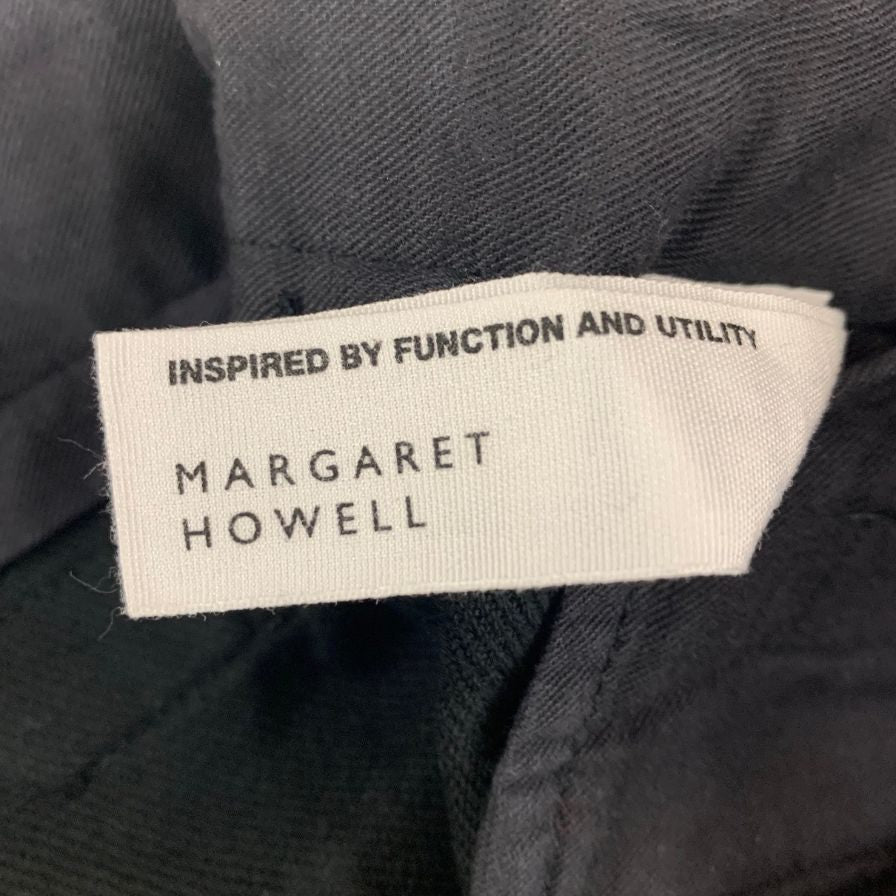 INSPIRED BY FUNCTION AND UTILITY
MARGARET
HOWELL